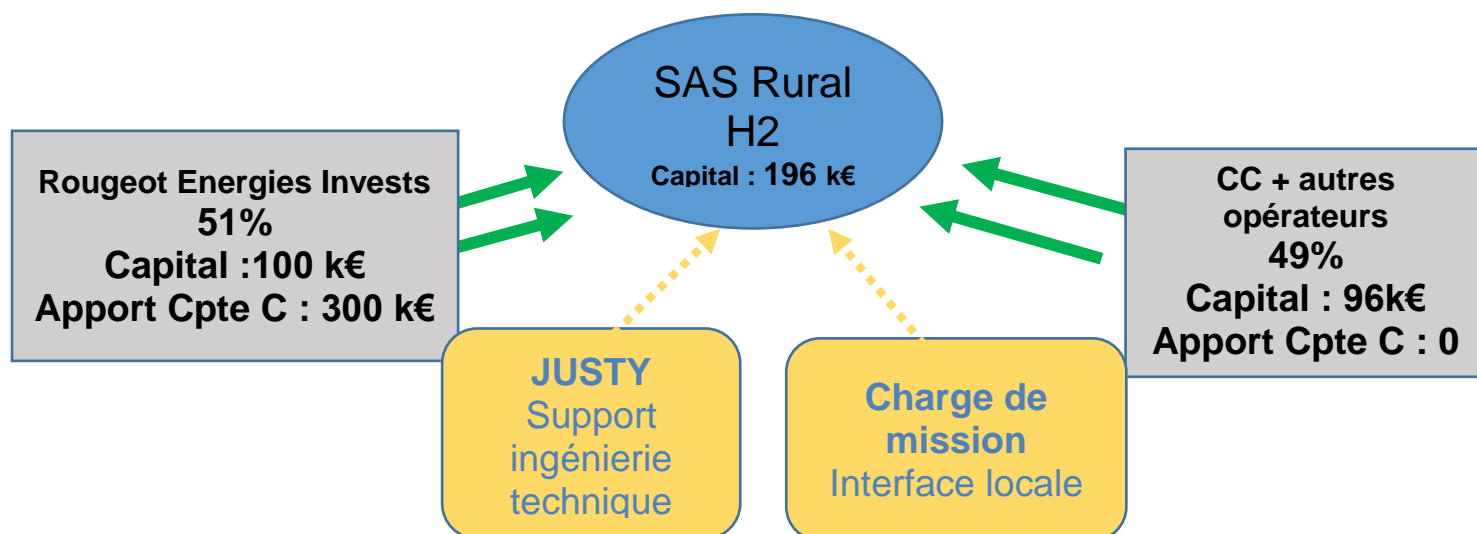 SAS Rural
H2
Capital : 196 k€
Rougeot Energies Invests
51%
Capital :100 k€
Apport Cpte C : 300 k€
CC + autres
opérateurs
49%
Capital : 96k€
Apport Cpte C : 0
JUSTY
Support
ingénierie
technique
Charge de
mission
Interface locale